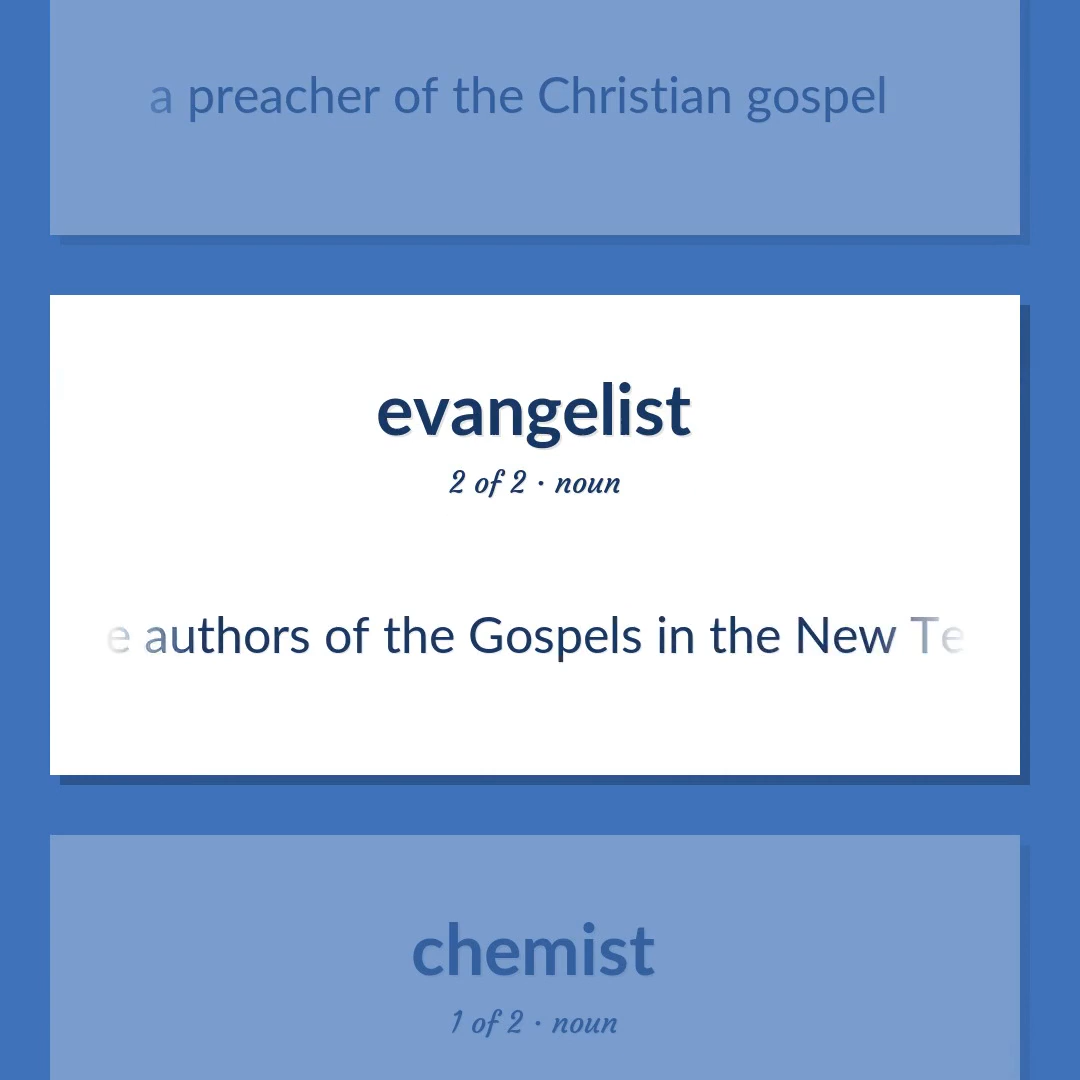 a preacher of the Christian gospel
evangelist
2 of 2 · noun
e authors of the Gospels in the New Te
chemist
1 of 2 · noun